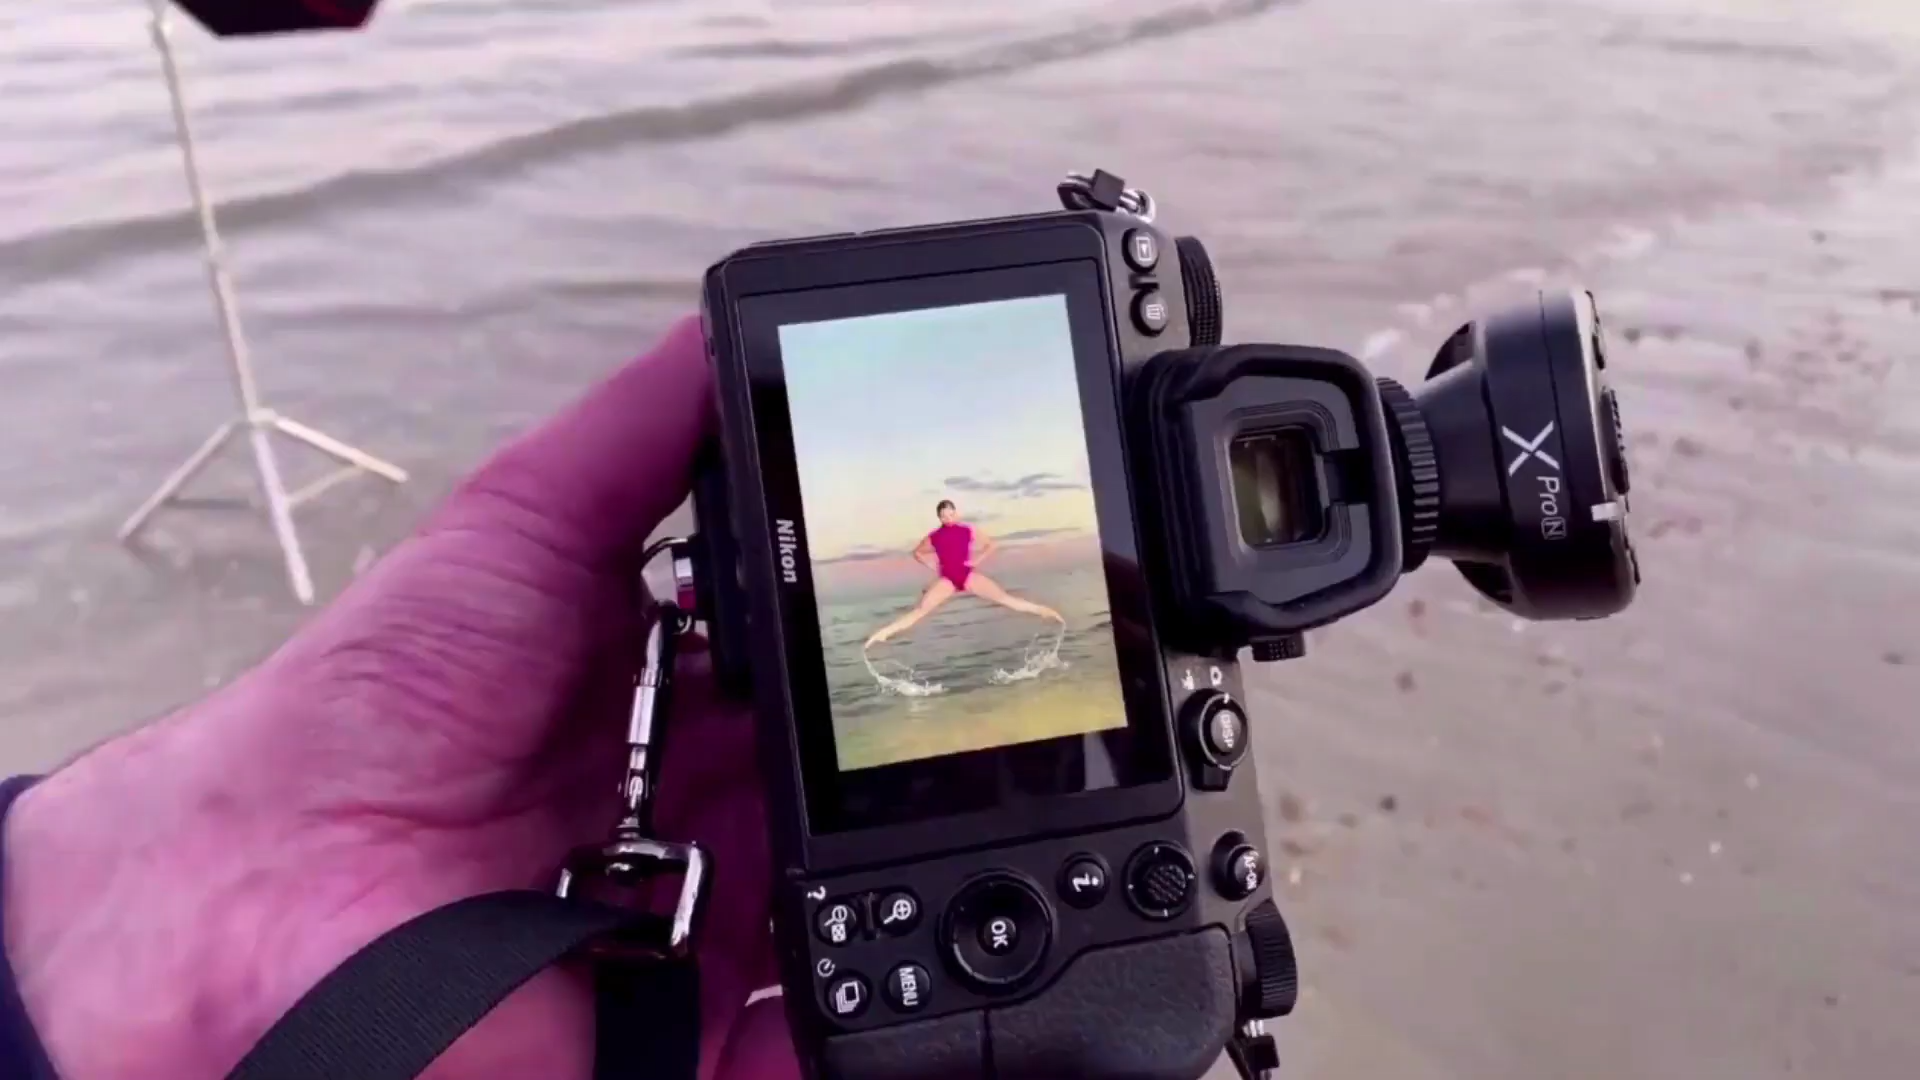 Nikon
X
Pro N
DISP
AF-ON
i
?
OK
MENU